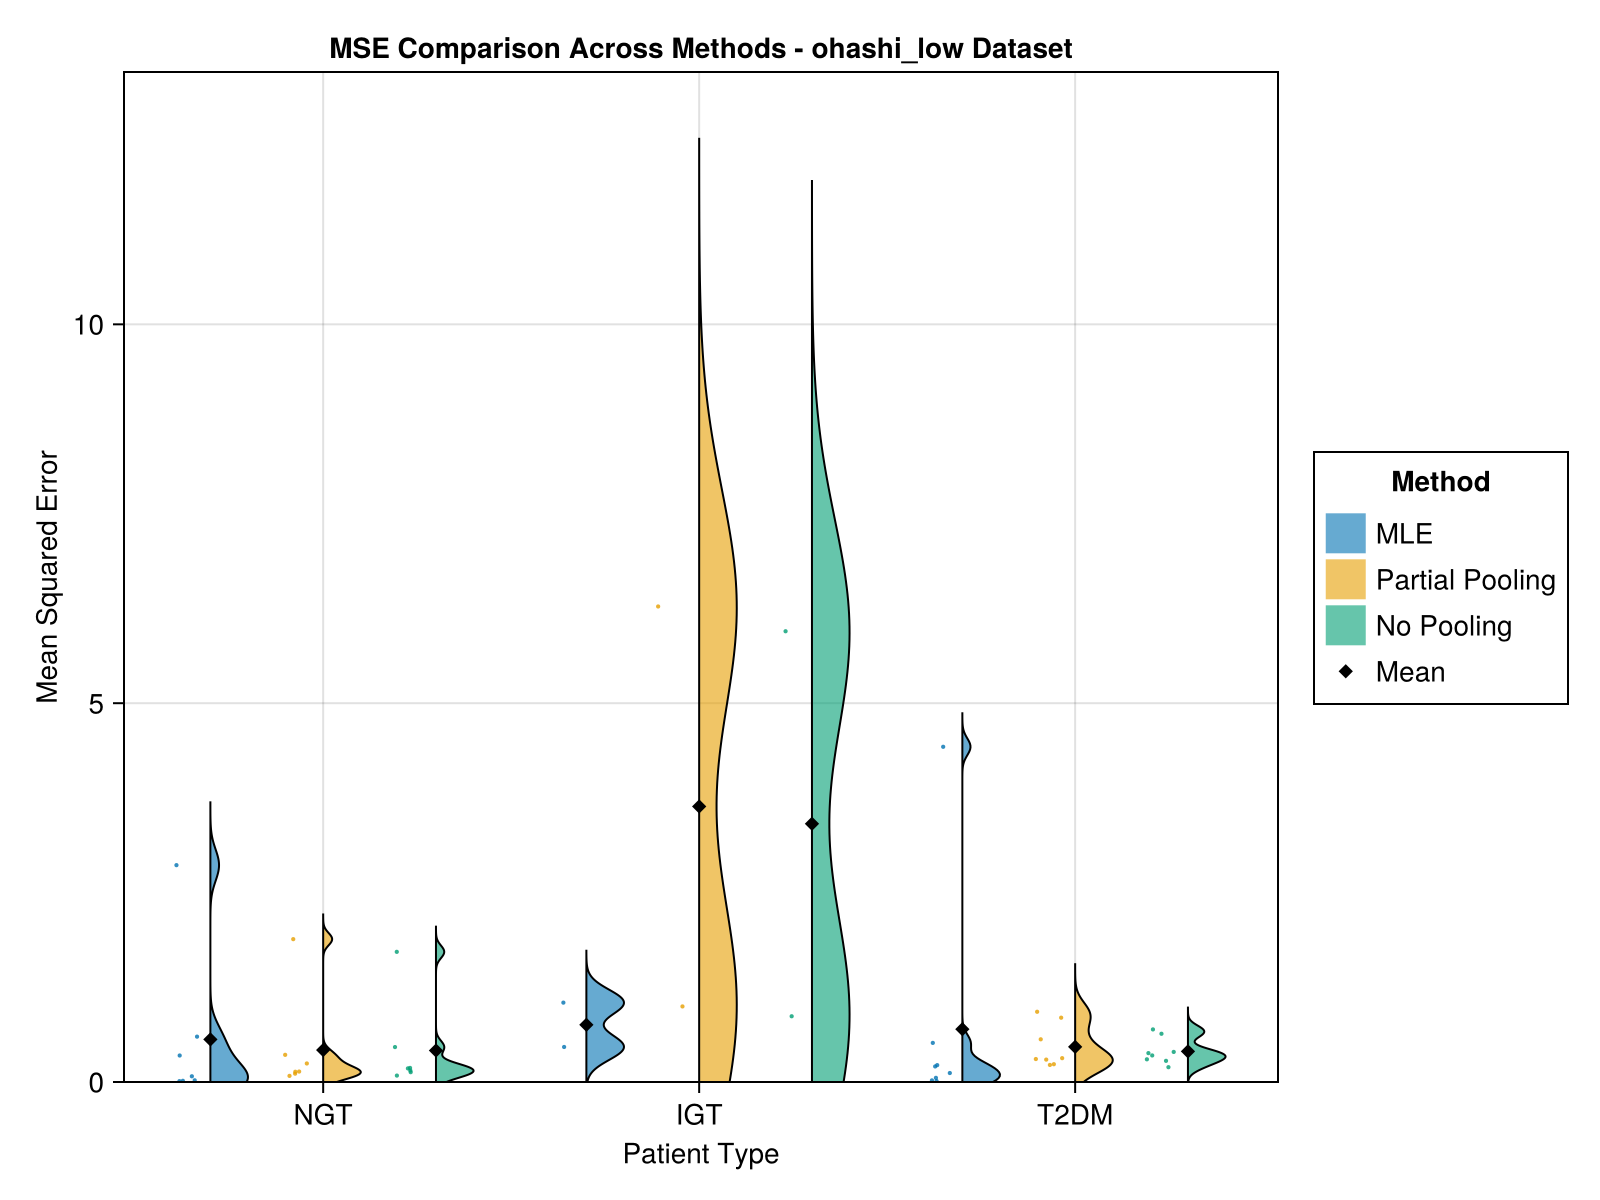 MSE Comparison Across Methods - ohashi_low Dataset
Mean Squared Error
10
5
0
NGT
IGT
T2DM
Patient Type
Method
MLE
Partial Pooling
No Pooling
Mean